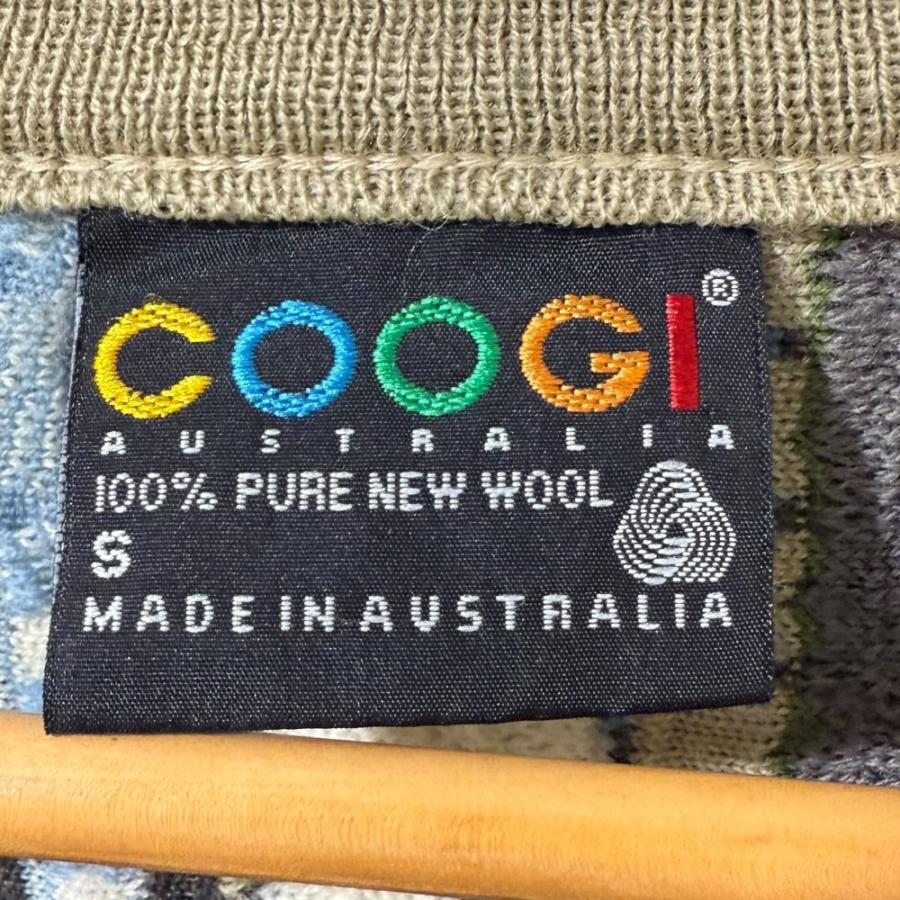 COOGI®
AUSTRALIA
100% PURE NEW WOOL
S
MADE IN AUSTRALIA